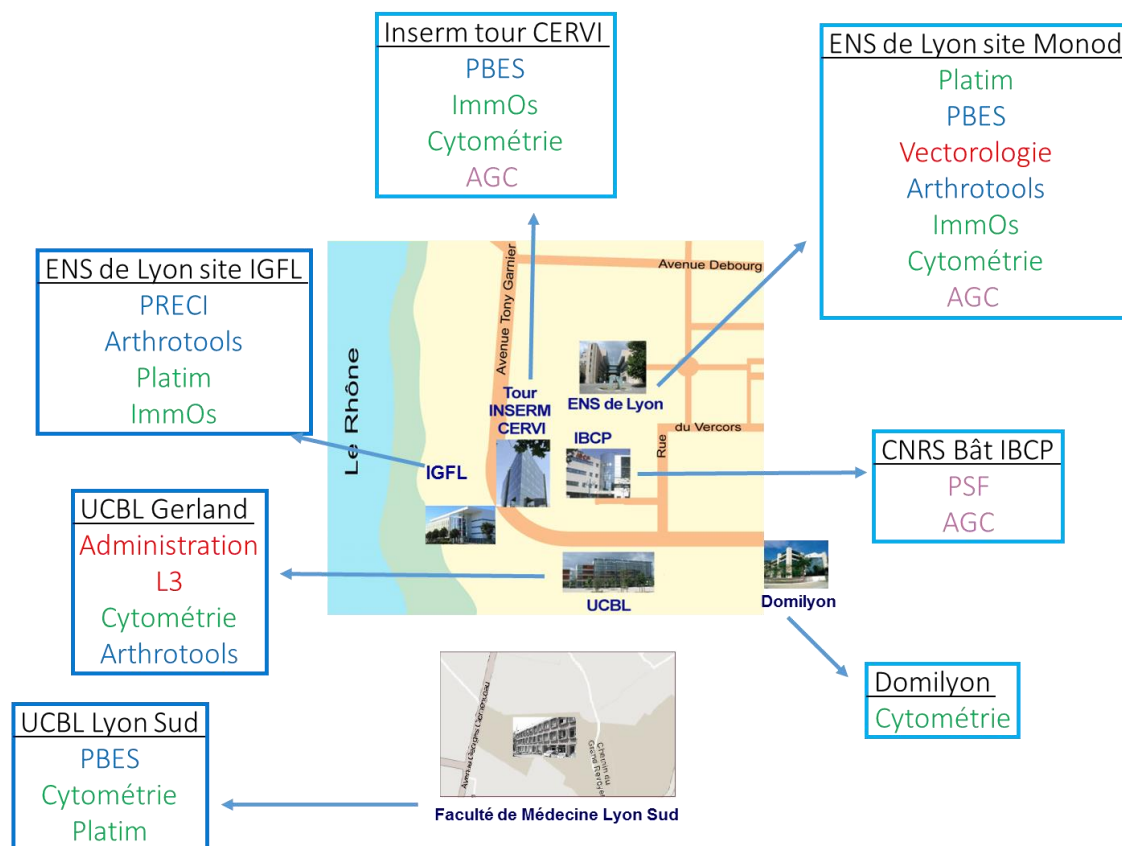 Inserm tour CERVI
PBES
ImmOs
Cytométrie
AGC
ENS de Lyon site Monod
Platim
PBES
Vectorologie
Arthrotools
ImmOs
Cytométrie
AGC
ENS de Lyon site IGFL
PRECI
Arthrotools
Platim
ImmOs
Avenue Debourg
Avenue Tony Garnier
Le Rhône
Tour
INSERM
CERVI
ENS de Lyon
IBCP
Rue
du Vercors
IGFL
CNRS Bât IBCP
PSF
AGC
UCBL Gerland
Administration
L3
Cytométrie
Arthrotools
UCBL
Domilyon
Domilyon
Cytométrie
UCBL Lyon Sud
PBES
Cytométrie
Platim
Chemin du
Faculté de Médecine Lyon Sud